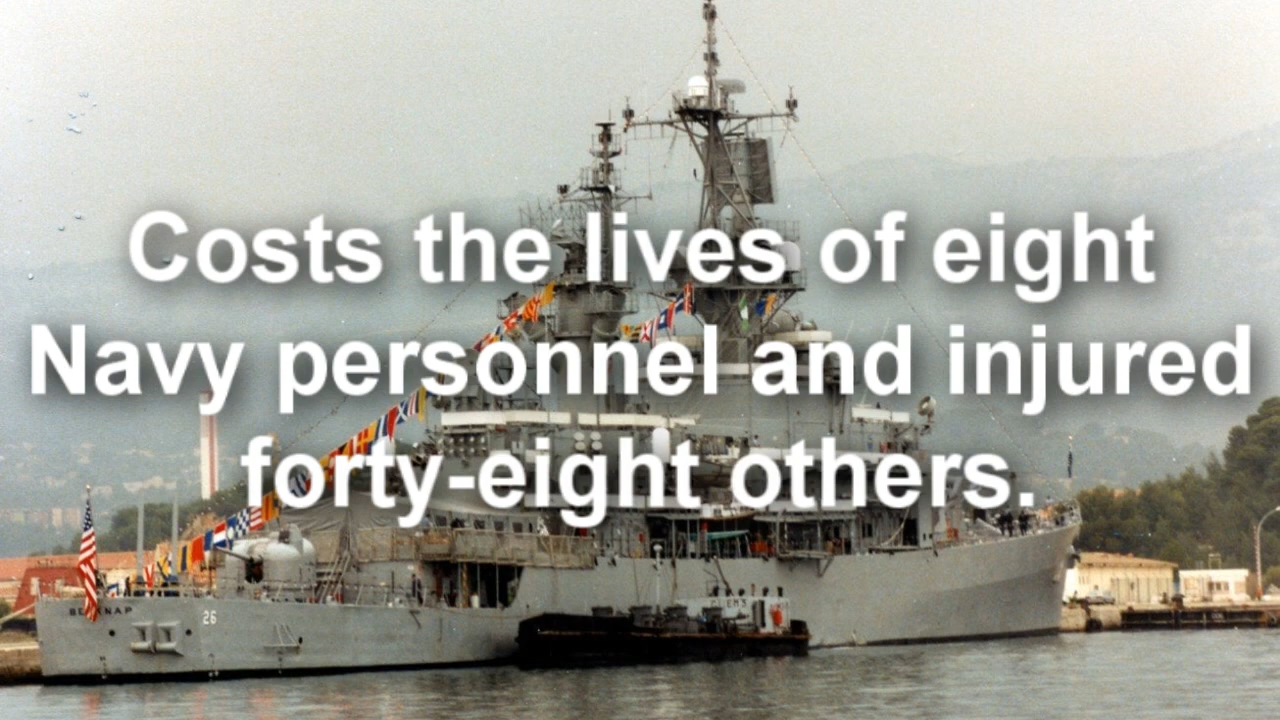 Costs the lives of eight
Navy personnel and injured
forty-eight others.
BELKNAP
26